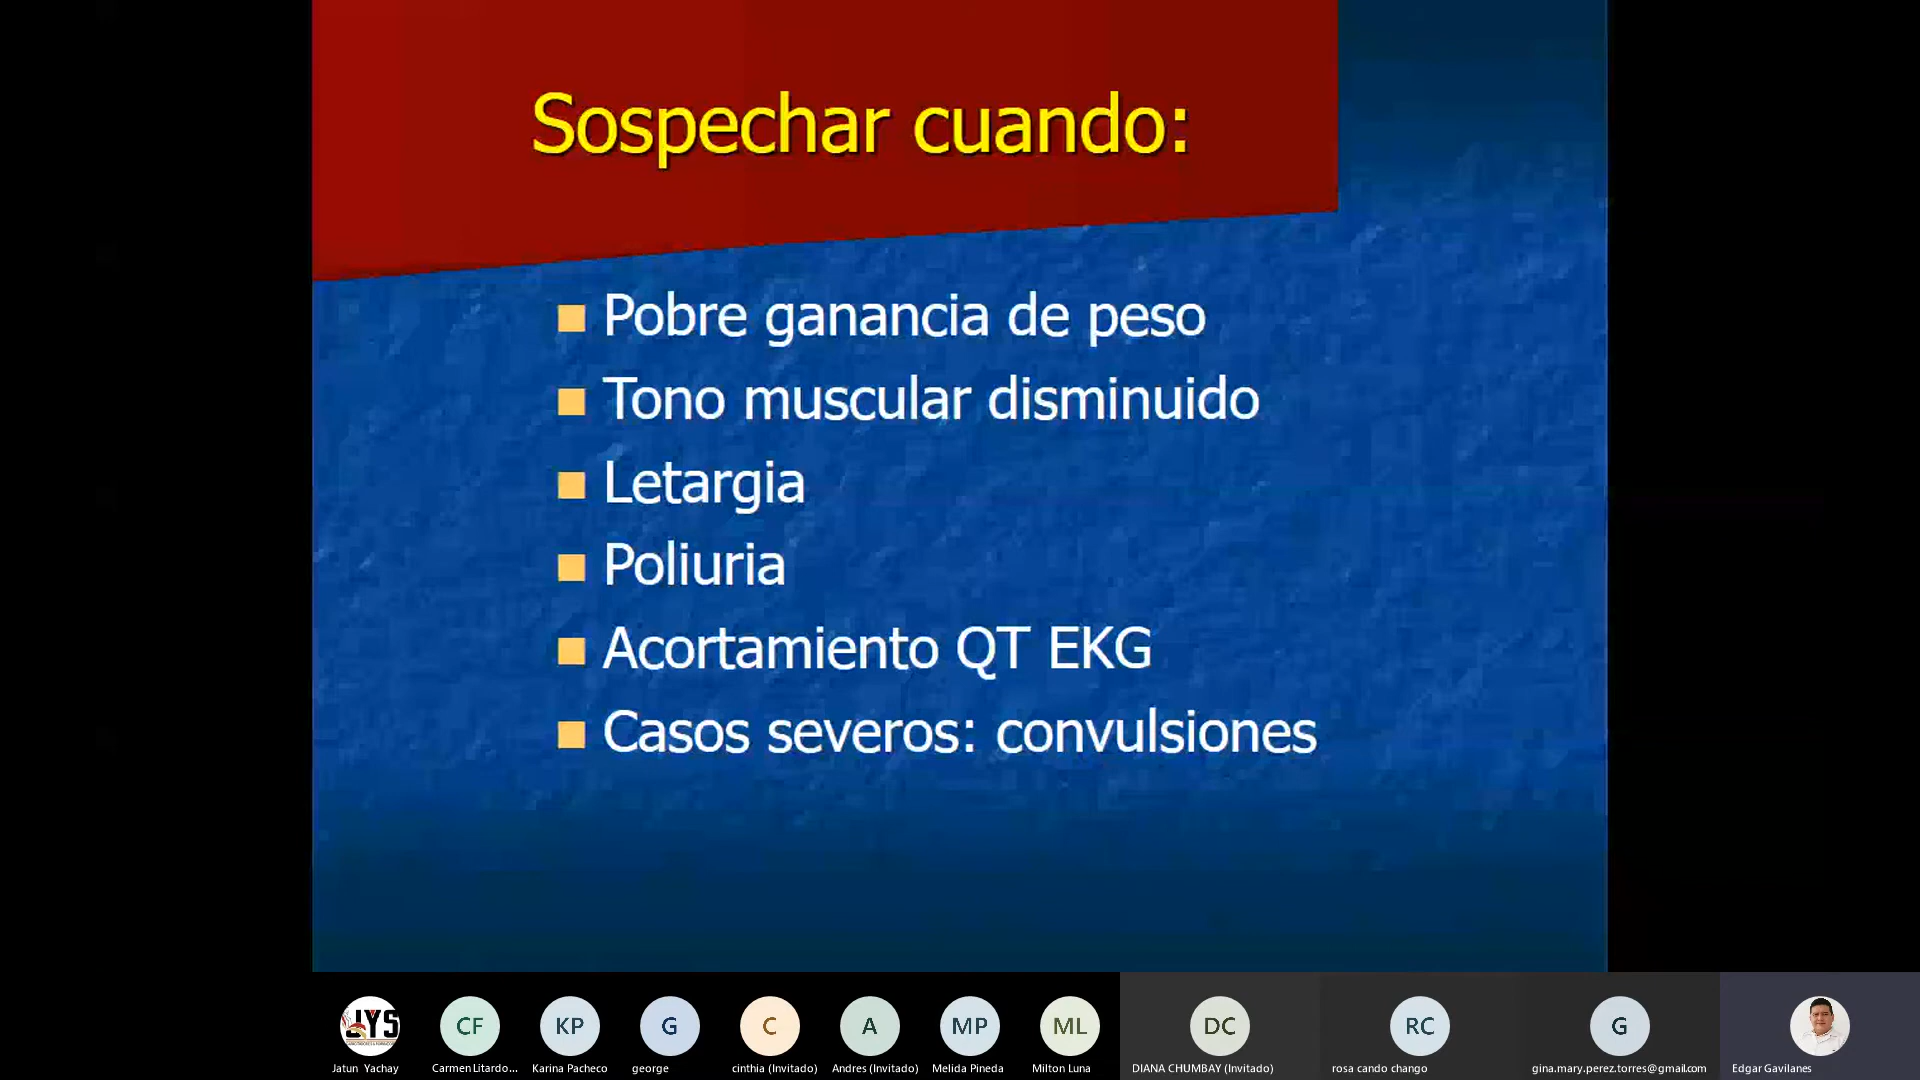 Sospechar cuando:
Pobre ganancia de peso
Tono muscular disminuido
Letargia
Poliuria
Acortamiento QT EKG
Casos severos: convulsiones
JYS
CF
KP
G
C
A
MP
ML
DC
RC
G
Jatun Yachay
Carmen Litardo...
Karina Pacheco
george
cinthia (Invitado)
Andres (Invitado)
Melida Pineda
Milton Luna
DIANA CHUMBAY (Invitado)
rosa cando chango
gina.mary.perez.torres@gmail.com
Edgar Gavilanes